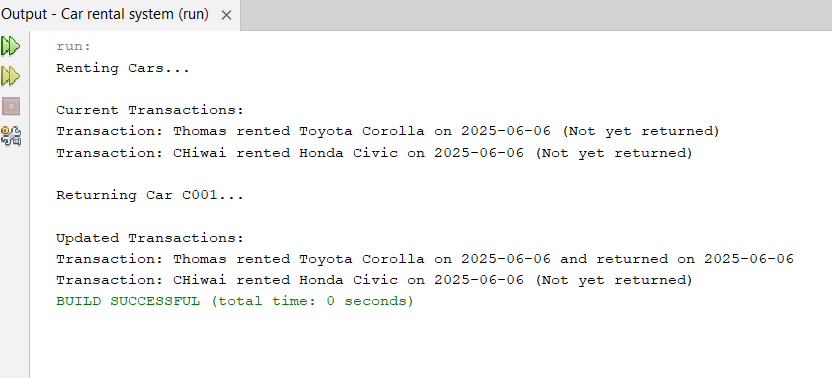 Output - Car rental system (run)
run:
Renting Cars...
Current Transactions:
Transaction: Thomas rented Toyota Corolla on 2025-06-06 (Not yet returned)
Transaction: CHiwai rented Honda Civic on 2025-06-06 (Not yet returned)
Returning Car C001...
Updated Transactions:
Transaction: Thomas rented Toyota Corolla on 2025-06-06 and returned on 2025-06-06
Transaction: CHiwai rented Honda Civic on 2025-06-06 (Not yet returned)
BUILD SUCCESSFUL (total time: 0 seconds)